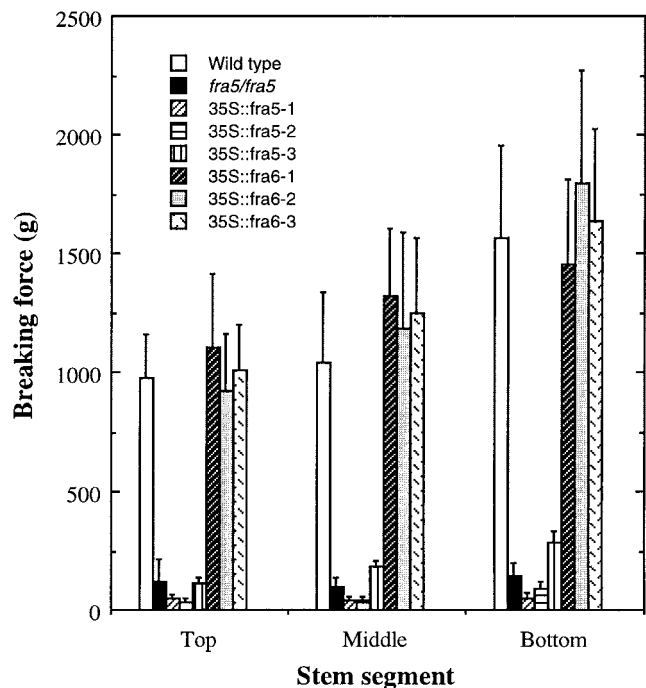 2500
2000
1500
1000
500
0
Breaking force (g)
Wild type
fra5/fra5
35S::fra5-1
35S::fra5-2
35S::fra5-3
35S::fra6-1
35S::fra6-2
35S::fra6-3
Top Middle Bottom
Stem segment